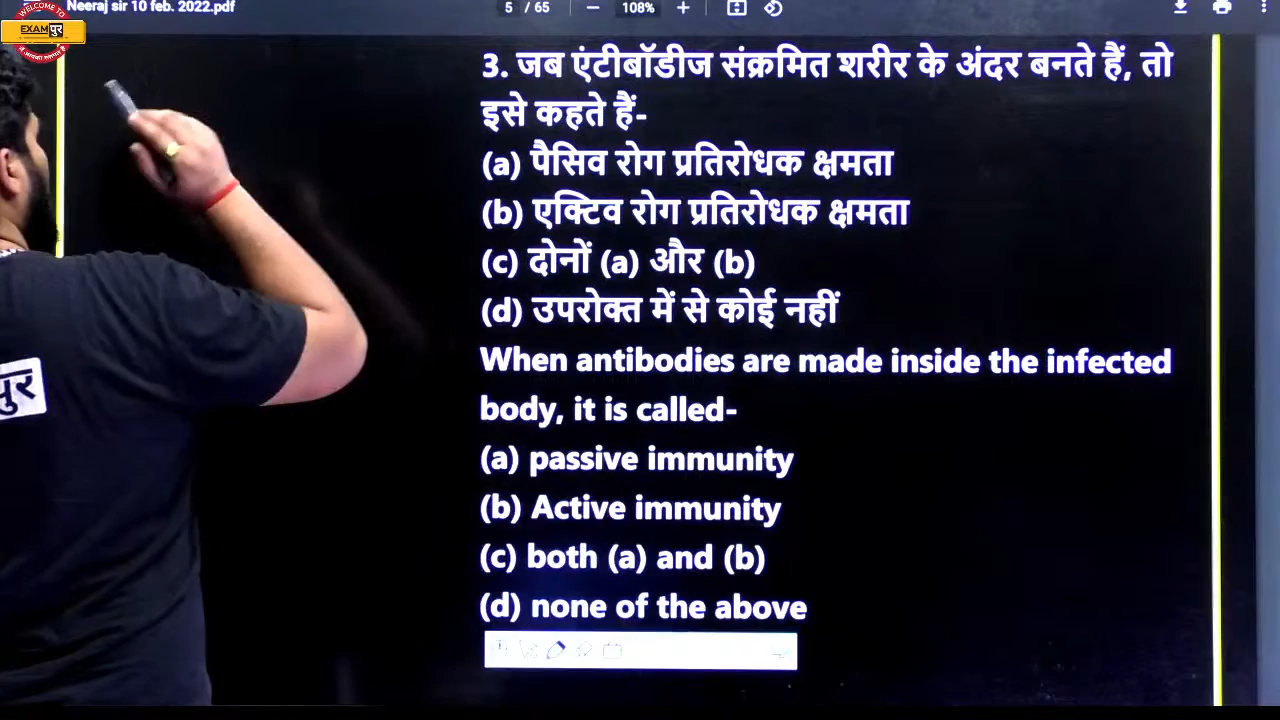 Neeraj sir 10 feb. 2022.pdf
5 / 65
108%
WELCOME TO
EXAMपुर
3. जब एंटीबॉडीज संक्रमित शरीर के अंदर बनते हैं, तो
इसे कहते हैं-
(a) पैसिव रोग प्रतिरोधक क्षमता
(b) एक्टिव रोग प्रतिरोधक क्षमता
(c) दोनों (a) और (b)
(d) उपरोक्त में से कोई नहीं
When antibodies are made inside the infected
body, it is called-
(a) passive immunity
(b) Active immunity
(c) both (a) and (b)
(d) none of the above
पुर